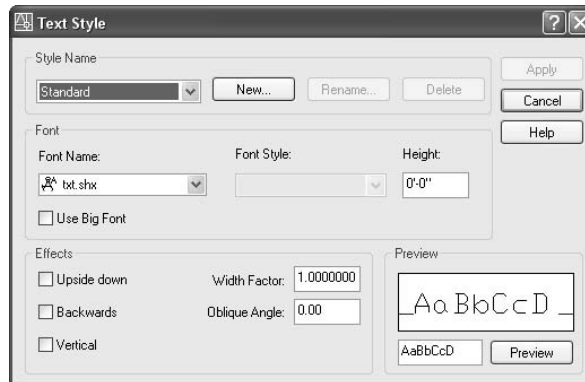 Text Style
Style Name
Standard
New...
Rename...
Delete
Apply
Cancel
Help
Font
Font Name:
Font Style:
Height:
txt.shx
0'-0"
Use Big Font
Effects
Upside down
Width Factor: 1.0000000
Backwards
Oblique Angle: 0.00
Vertical
Preview
AaBbCcD
AaBbCcD
Preview